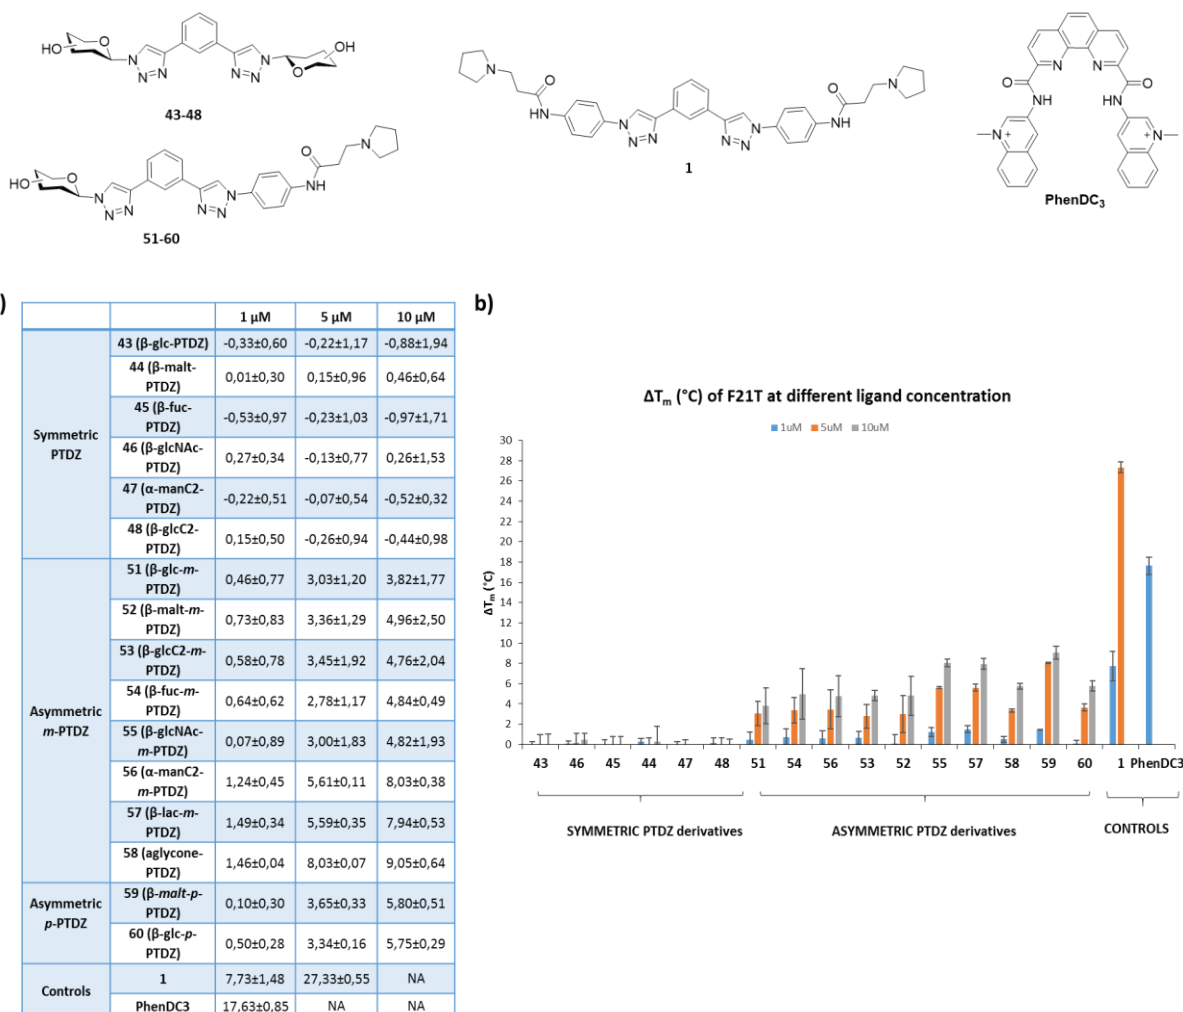 HO
O
N
N
N
N
N
N
O
OH
43-48
HO
O
N
N
N
N
N
N
NH
O
N
51-60
N
O
NH
N
N
N
N
N
N
NH
O
N
1
N
N
O
O
NH
HN
N
+
N
+
PhenDC3
)
1 µM 5 µM 10 µM
Symmetric
PTDZ
43 (β-glc-PTDZ) -0,33±0,60 -0,22±1,17 -0,88±1,94
44 (β-malt-
PTDZ) 0,01±0,30 0,15±0,96 0,46±0,64
45 (β-fuc-
PTDZ) -0,53±0,97 -0,23±1,03 -0,97±1,71
46 (β-glcNAc-
PTDZ) 0,27±0,34 -0,13±0,77 0,26±1,53
47 (α-manC2-
PTDZ) -0,22±0,51 -0,07±0,54 -0,52±0,32
48 (β-glcC2-
PTDZ) 0,15±0,50 -0,26±0,94 -0,44±0,98
Asymmetric
m-PTDZ
51 (β-glc-m-
PTDZ) 0,46±0,77 3,03±1,20 3,82±1,77
52 (β-malt-m-
PTDZ) 0,73±0,83 3,36±1,29 4,96±2,50
53 (β-glcC2-m-
PTDZ) 0,58±0,78 3,45±1,92 4,76±2,04
54 (β-fuc-m-
PTDZ) 0,64±0,62 2,78±1,17 4,84±0,49
55 (β-glcNAc-
m-PTDZ) 0,07±0,89 3,00±1,83 4,82±1,93
56 (α-manC2-
m-PTDZ) 1,24±0,45 5,61±0,11 8,03±0,38
57 (β-lac-m-
PTDZ) 1,49±0,34 5,59±0,35 7,94±0,53
58 (aglycone-
PTDZ) 1,46±0,04 8,03±0,07 9,05±0,64
Asymmetric
p-PTDZ
59 (β-malt-p-
PTDZ) 0,10±0,30 3,65±0,33 5,80±0,51
60 (β-glc-p-
PTDZ) 0,50±0,28 3,34±0,16 5,75±0,29
Controls
1 7,73±1,48 27,33±0,55 NA
PhenDC3 17,63±0,85 NA NA
b)
ΔTm (°C) of F21T at different ligand concentration
1uM 5uM 10uM
ΔTm (°C)
30
28
26
24
22
20
18
16
14
12
10
8
6
4
2
0
43 46 45 44 47 48 51 54 56 53 52 55 57 58 59 60 1 PhenDC3
SYMMETRIC PTDZ derivatives ASYMMETRIC PTDZ derivatives CONTROLS